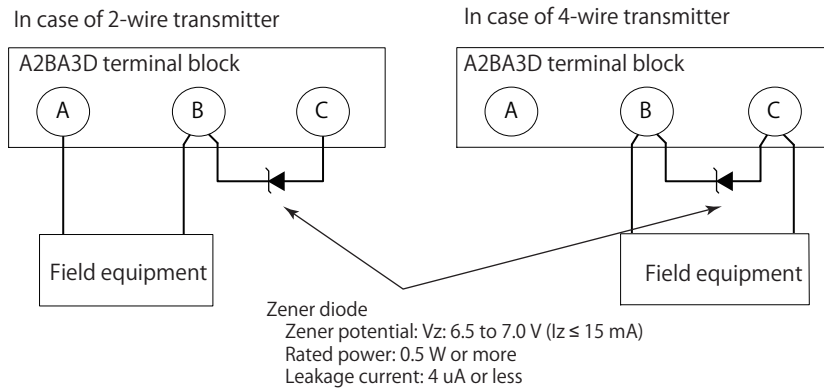 In case of 2-wire transmitter
A2BA3D terminal block
A
B
C
Field equipment
In case of 4-wire transmitter
A2BA3D terminal block
A
B
C
Field equipment
Zener diode
Zener potential: Vz: 6.5 to 7.0 V (Iz ≤ 15 mA)
Rated power: 0.5 W or more
Leakage current: 4 uA or less